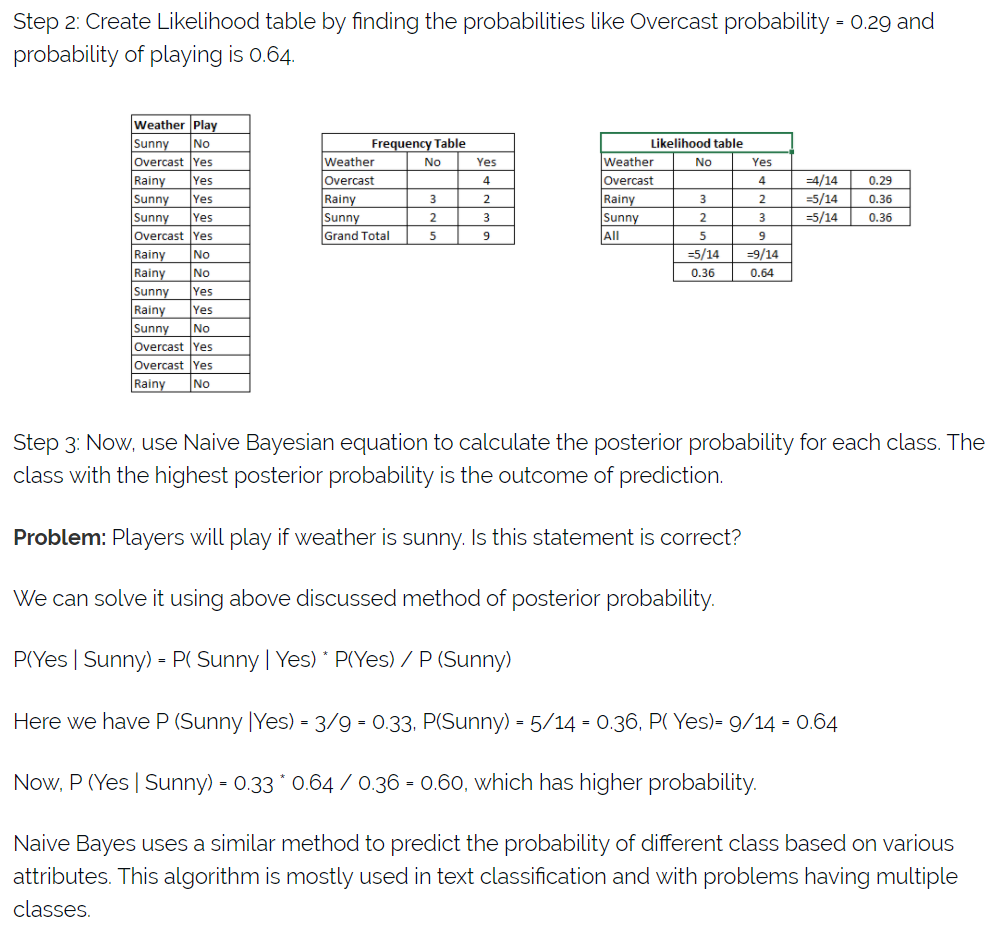 Step 2: Create Likelihood table by finding the probabilities like Overcast probability = 0.29 and
probability of playing is 0.64.
Weather Play
Sunny No
Overcast Yes
Rainy Yes
Sunny Yes
Sunny Yes
Overcast Yes
Rainy No
Rainy No
Sunny Yes
Rainy Yes
Sunny No
Overcast Yes
Overcast Yes
Rainy No
Frequency Table
Weather No Yes
Overcast 4
Rainy 3 2
Sunny 2 3
Grand Total 5 9
Likelihood table
Weather No Yes
Overcast 4 =4/14 0.29
Rainy 3 2 =5/14 0.36
Sunny 2 3 =5/14 0.36
All 5 9
=5/14 =9/14
0.36 0.64
Step 3: Now, use Naive Bayesian equation to calculate the posterior probability for each class. The
class with the highest posterior probability is the outcome of prediction.
Problem: Players will play if weather is sunny. Is this statement is correct?
We can solve it using above discussed method of posterior probability.
P(Yes | Sunny) = P( Sunny | Yes) * P(Yes) / P (Sunny)
Here we have P (Sunny |Yes) = 3/9 = 0.33, P(Sunny) = 5/14 = 0.36, P( Yes)= 9/14 = 0.64
Now, P (Yes | Sunny) = 0.33 * 0.64 / 0.36 = 0.60, which has higher probability.
Naive Bayes uses a similar method to predict the probability of different class based on various
attributes. This algorithm is mostly used in text classification and with problems having multiple
classes.